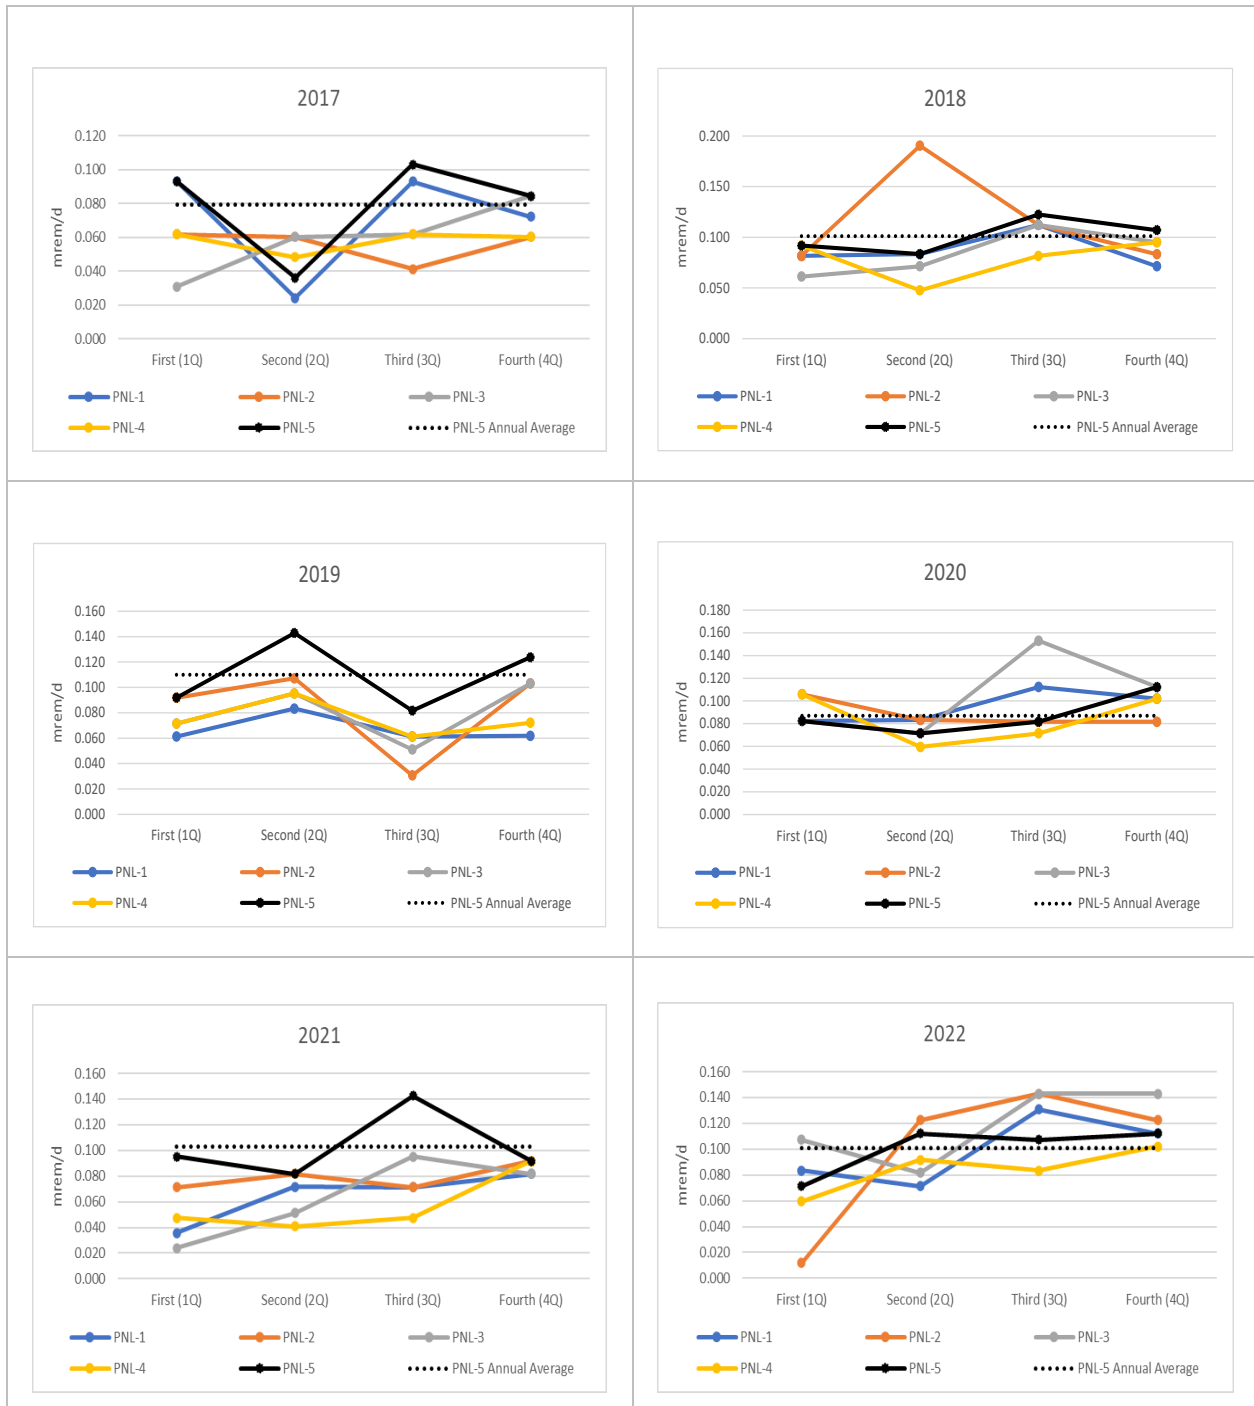 2017
0.120
0.100
0.080
0.060
0.040
0.020
0.000
mrem/d
First (1Q) Second (2Q) Third (3Q) Fourth (4Q)
PNL-1 PNL-2 PNL-3
PNL-4 PNL-5 PNL-5 Annual Average
2018
0.200
0.150
0.100
0.050
0.000
mrem/d
First (1Q) Second (2Q) Third (3Q) Fourth (4Q)
PNL-1 PNL-2 PNL-3
PNL-4 PNL-5 PNL-5 Annual Average
2019
0.160
0.140
0.120
0.100
0.080
0.060
0.040
0.020
0.000
mrem/d
First (1Q) Second (2Q) Third (3Q) Fourth (4Q)
PNL-1 PNL-2 PNL-3
PNL-4 PNL-5 PNL-5 Annual Average
2020
0.180
0.160
0.140
0.120
0.100
0.080
0.060
0.040
0.020
0.000
mrem/d
First (1Q) Second (2Q) Third (3Q) Fourth (4Q)
PNL-1 PNL-2 PNL-3
PNL-4 PNL-5 PNL-5 Annual Average
2021
0.160
0.140
0.120
0.100
0.080
0.060
0.040
0.020
0.000
mrem/d
First (1Q) Second (2Q) Third (3Q) Fourth (4Q)
PNL-1 PNL-2 PNL-3
PNL-4 PNL-5 PNL-5 Annual Average
2022
0.160
0.140
0.120
0.100
0.080
0.060
0.040
0.020
0.000
mrem/d
First (1Q) Second (2Q) Third (3Q) Fourth (4Q)
PNL-1 PNL-2 PNL-3
PNL-4 PNL-5 PNL-5 Annual Average